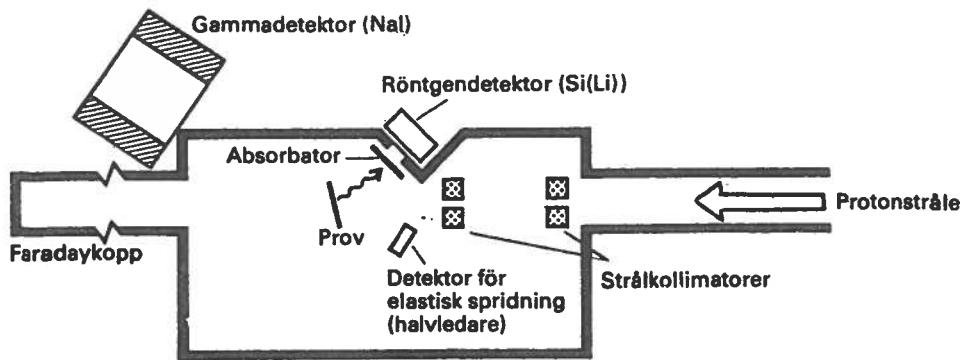 Gammadetektor (NaI)
Röntgendetektor (Si(Li))
Absorbator
Protonstråle
Prov
Faradaykopp
Strålkollimatorer
Detektor för
elastisk spridning
(halvledare)